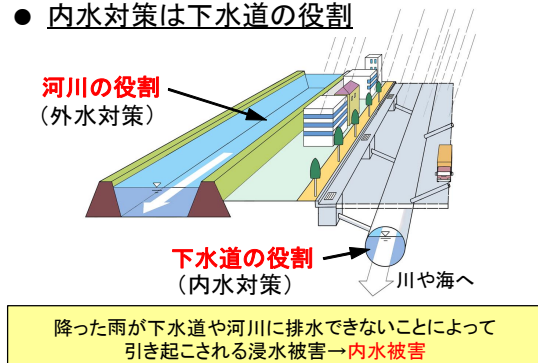 ● 内水対策は下水道の役割
河川の役割
(外水対策)
下水道の役割
(内水対策)
川や海へ
降った雨が下水道や河川に排水できないことによって
引き起こされる浸水被害→内水被害